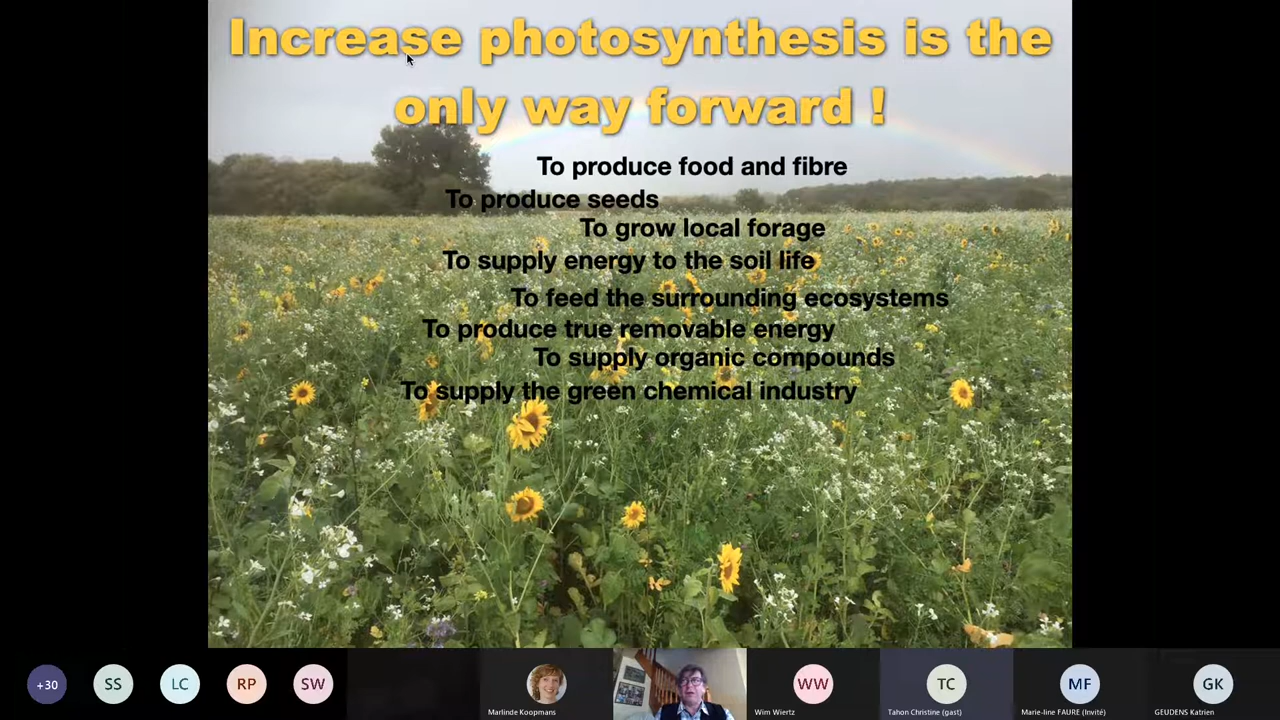 Increase photosynthesis is the
only way forward !
To produce food and fibre
To produce seeds
To grow local forage
To supply energy to the soil life
To feed the surrounding ecosystems
To produce true removable energy
To supply organic compounds
To supply the green chemical industry
+30
SS
LC
RP
SW
Marlinde Koopmans
WW
Wim Wiertz
TC
Tahon Christine (gast)
MF
Marie-line FAURE (Invité)
GK
GEUDENS Katrien